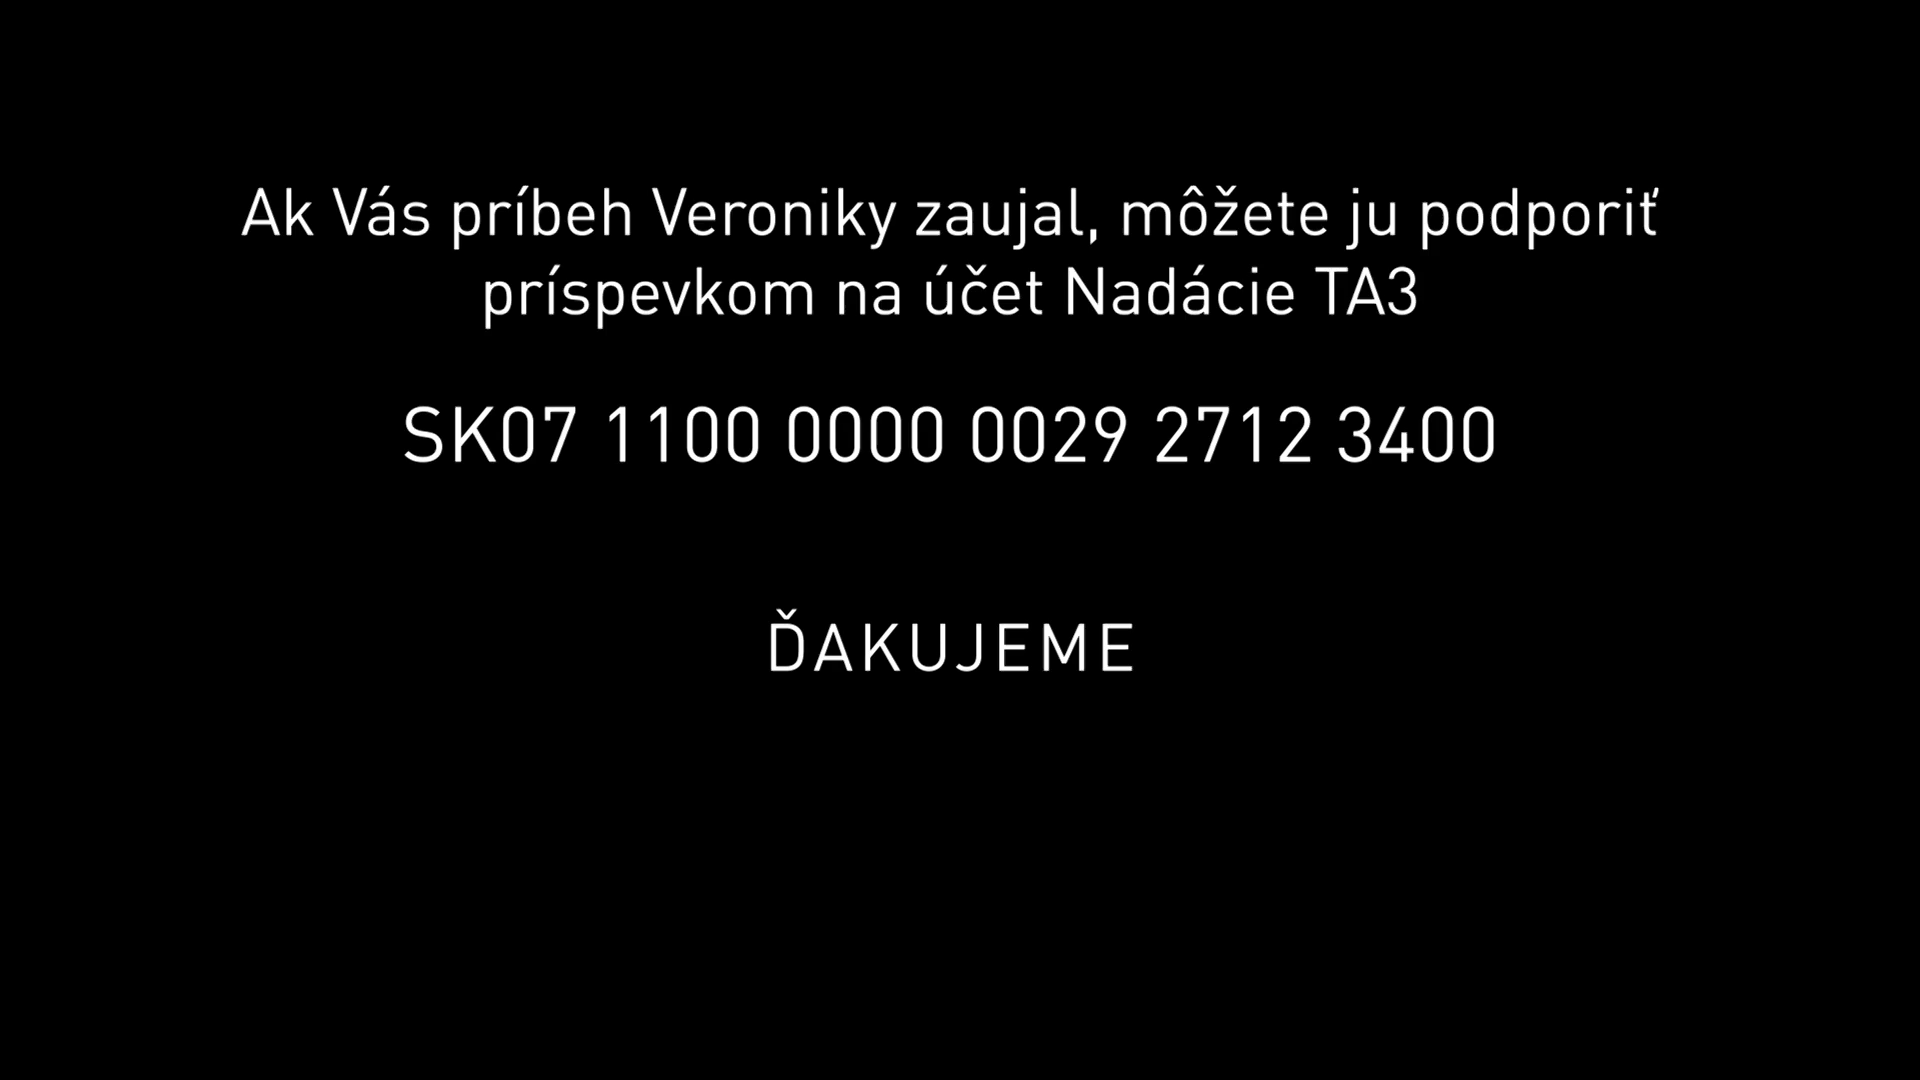 Ak Vás príbeh Veroniky zaujal, môžete ju podporiť
príspevkom na účet Nadácie TA3
SK07 1100 0000 0029 2712 3400
ĎAKUJEME